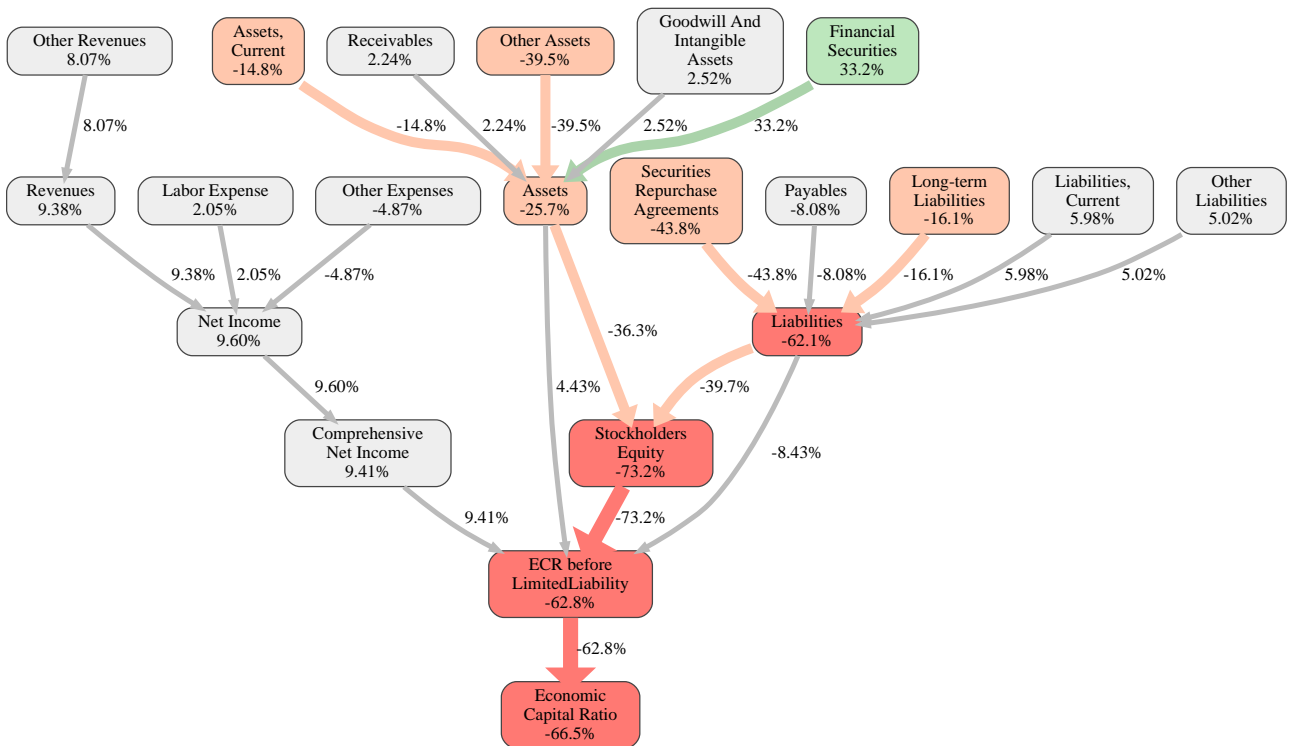 Other Revenues
8.07%
Assets,
Current
-14.8%
Receivables
2.24%
Other Assets
-39.5%
Goodwill And
Intangible
Assets
2.52%
Financial
Securities
33.2%
8.07%
-14.8%
2.24%
-39.5%
2.52%
33.2%
Revenues
9.38%
Labor Expense
2.05%
Other Expenses
-4.87%
Assets
-25.7%
Securities
Repurchase
Agreements
-43.8%
Payables
-8.08%
Long-term
Liabilities
-16.1%
Liabilities,
Current
5.98%
Other
Liabilities
5.02%
9.38%
2.05%
-4.87%
-43.8%
-8.08%
-16.1%
5.98%
5.02%
Net Income
9.60%
-36.3%
Liabilities
-62.1%
9.60%
4.43%
-39.7%
Comprehensive
Net Income
9.41%
Stockholders
Equity
-73.2%
-8.43%
9.41%
-73.2%
ECR before
LimitedLiability
-62.8%
-62.8%
Economic
Capital Ratio
-66.5%